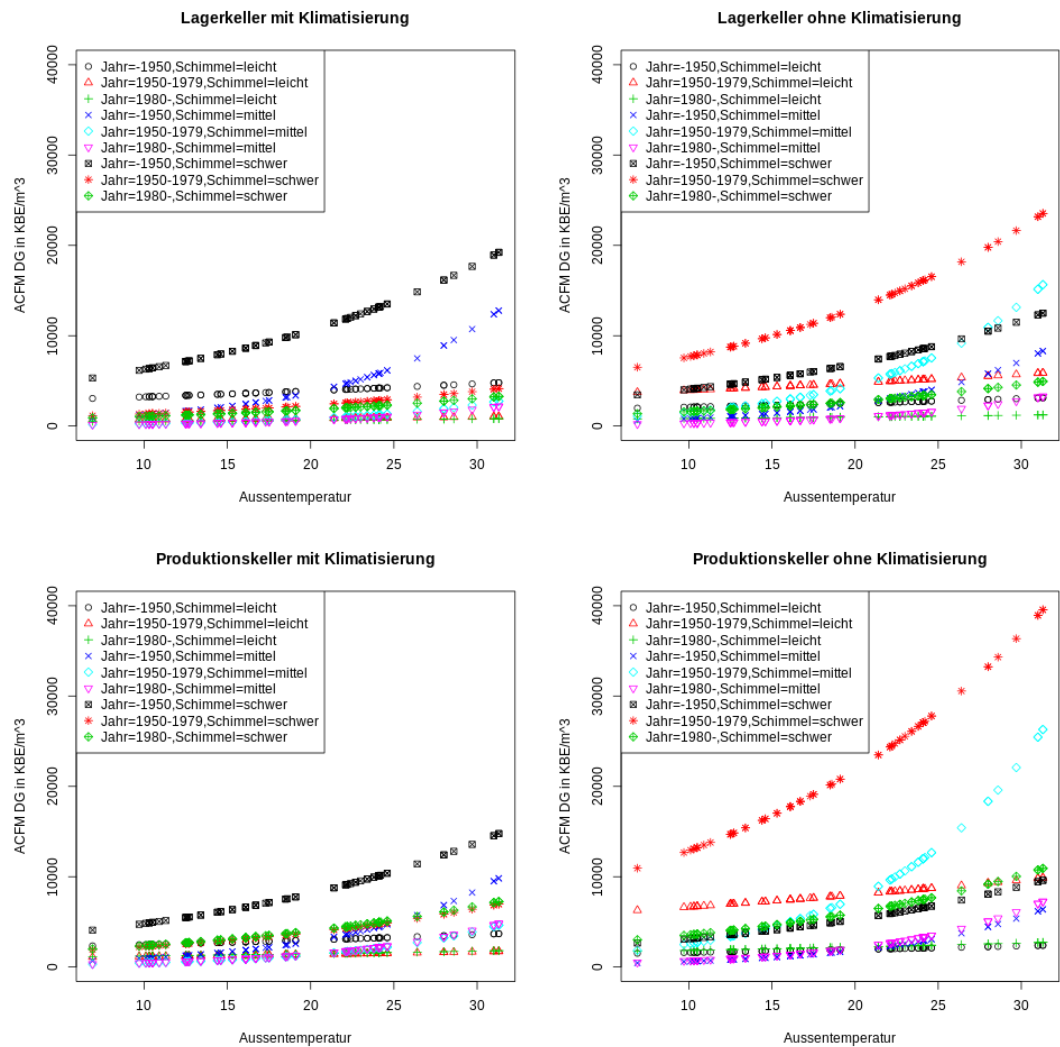 Lagerkeller mit Klimatisierung
40000
30000
20000
10000
0
ACFM DG in KBE/m^3
Jahr=-1950,Schimmel=leicht
Jahr=1950-1979,Schimmel=leicht
Jahr=1980-,Schimmel=leicht
Jahr=-1950,Schimmel=mittel
Jahr=1950-1979,Schimmel=mittel
Jahr=1980-,Schimmel=mittel
Jahr=-1950,Schimmel=schwer
Jahr=1950-1979,Schimmel=schwer
Jahr=1980-,Schimmel=schwer
10 15 20 25 30
Aussentemperatur
Lagerkeller ohne Klimatisierung
40000
30000
20000
10000
0
ACFM DG in KBE/m^3
Jahr=-1950,Schimmel=leicht
Jahr=1950-1979,Schimmel=leicht
Jahr=1980-,Schimmel=leicht
Jahr=-1950,Schimmel=mittel
Jahr=1950-1979,Schimmel=mittel
Jahr=1980-,Schimmel=mittel
Jahr=-1950,Schimmel=schwer
Jahr=1950-1979,Schimmel=schwer
Jahr=1980-,Schimmel=schwer
10 15 20 25 30
Aussentemperatur
Produktionskeller mit Klimatisierung
40000
30000
20000
10000
0
ACFM DG in KBE/m^3
Jahr=-1950,Schimmel=leicht
Jahr=1950-1979,Schimmel=leicht
Jahr=1980-,Schimmel=leicht
Jahr=-1950,Schimmel=mittel
Jahr=1950-1979,Schimmel=mittel
Jahr=1980-,Schimmel=mittel
Jahr=-1950,Schimmel=schwer
Jahr=1950-1979,Schimmel=schwer
Jahr=1980-,Schimmel=schwer
10 15 20 25 30
Aussentemperatur
Produktionskeller ohne Klimatisierung
40000
30000
20000
10000
0
ACFM DG in KBE/m^3
Jahr=-1950,Schimmel=leicht
Jahr=1950-1979,Schimmel=leicht
Jahr=1980-,Schimmel=leicht
Jahr=-1950,Schimmel=mittel
Jahr=1950-1979,Schimmel=mittel
Jahr=1980-,Schimmel=mittel
Jahr=-1950,Schimmel=schwer
Jahr=1950-1979,Schimmel=schwer
Jahr=1980-,Schimmel=schwer
10 15 20 25 30
Aussentemperatur